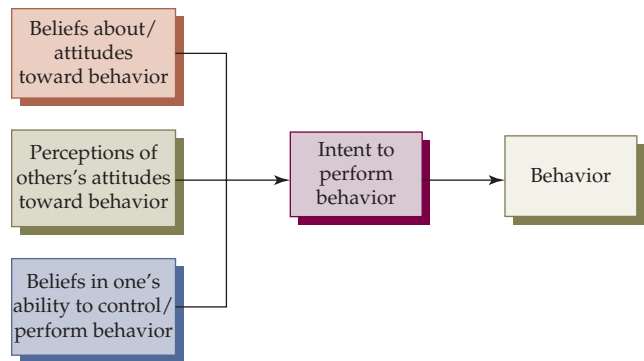 Beliefs about/
attitudes
toward behavior
Perceptions of
others's attitudes
toward behavior
Beliefs in one's
ability to control/
perform behavior
Intent to
perform
behavior
Behavior